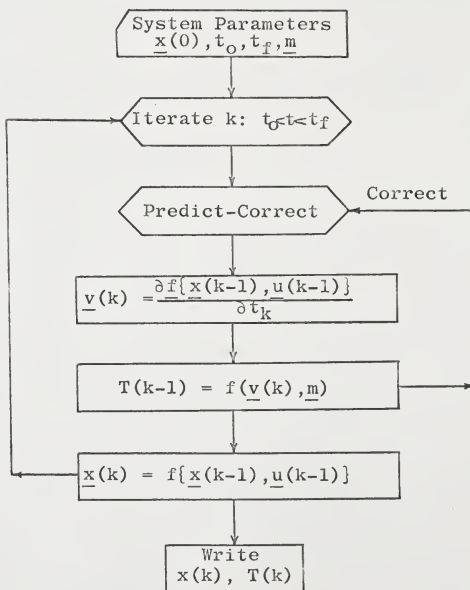 System Parameters
x(0),t_o,t_f,m
Iterate k: t_o<t<t_f
Correct
Predict-Correct
v(k) = ∂f{x(k-1),u(k-1)}
∂t_k
T(k-1) = f(v(k),m)
x(k) = f{x(k-1),u(k-1)}
Write
x(k), T(k)